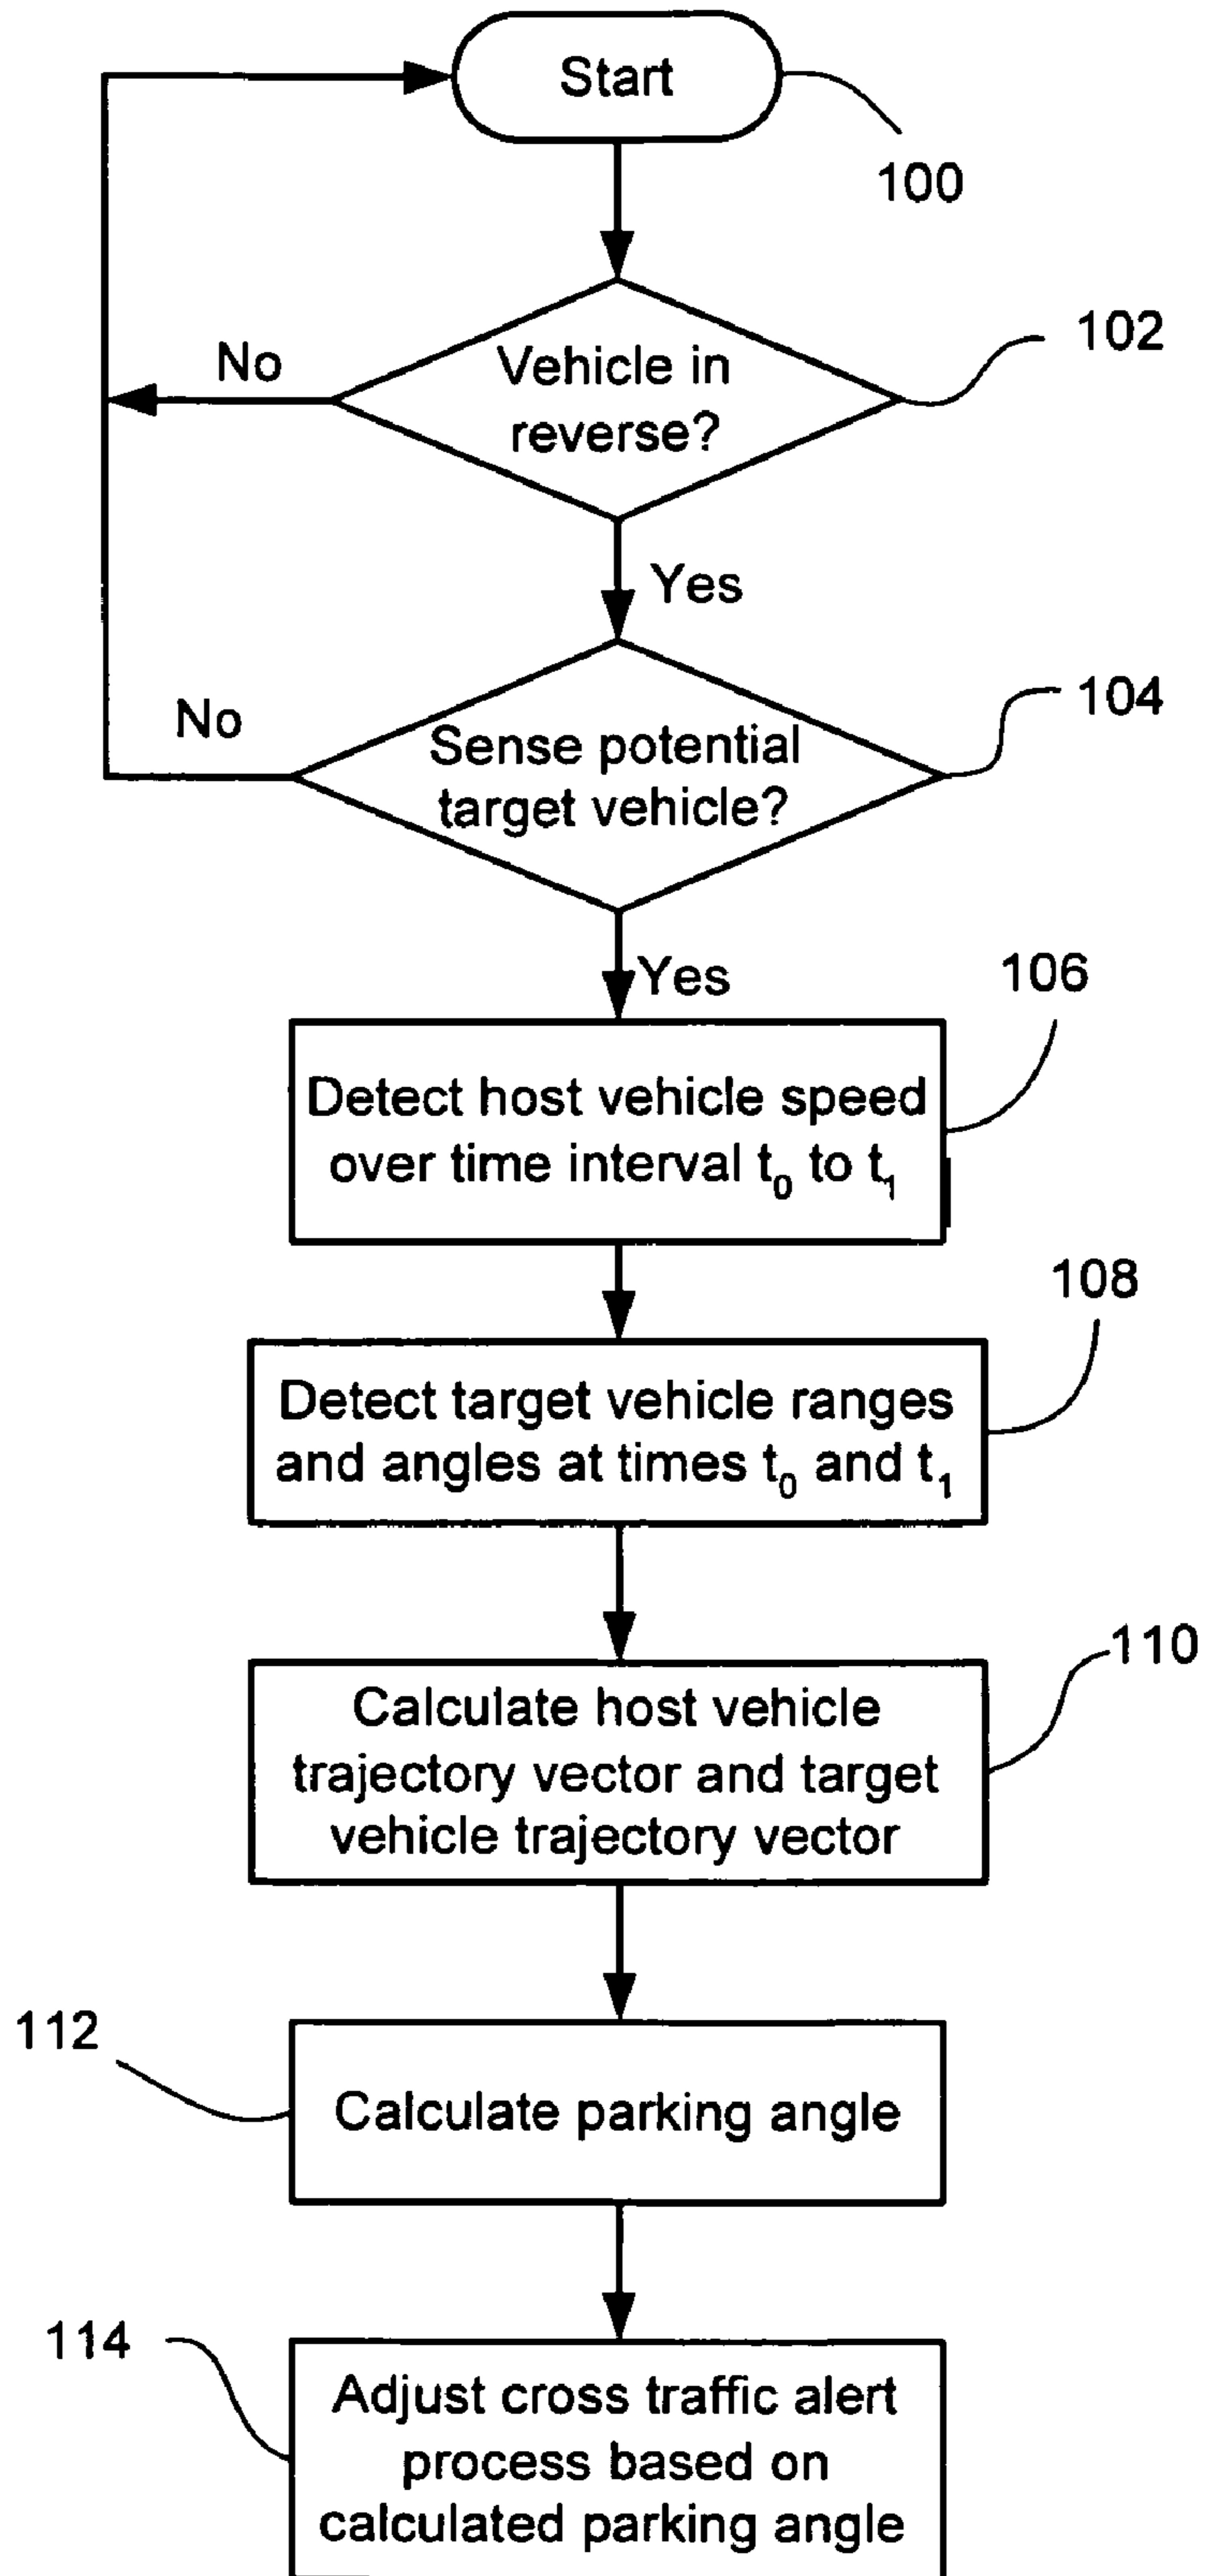 Start
100
Vehicle in
reverse?
102
No
Yes
Sense potential
target vehicle?
104
No
Yes
106
Detect host vehicle speed
over time interval t₀ to t₁
108
Detect target vehicle ranges
and angles at times t₀ and t₁
110
Calculate host vehicle
trajectory vector and target
vehicle trajectory vector
112
Calculate parking angle
114
Adjust cross traffic alert
process based on
calculated parking angle